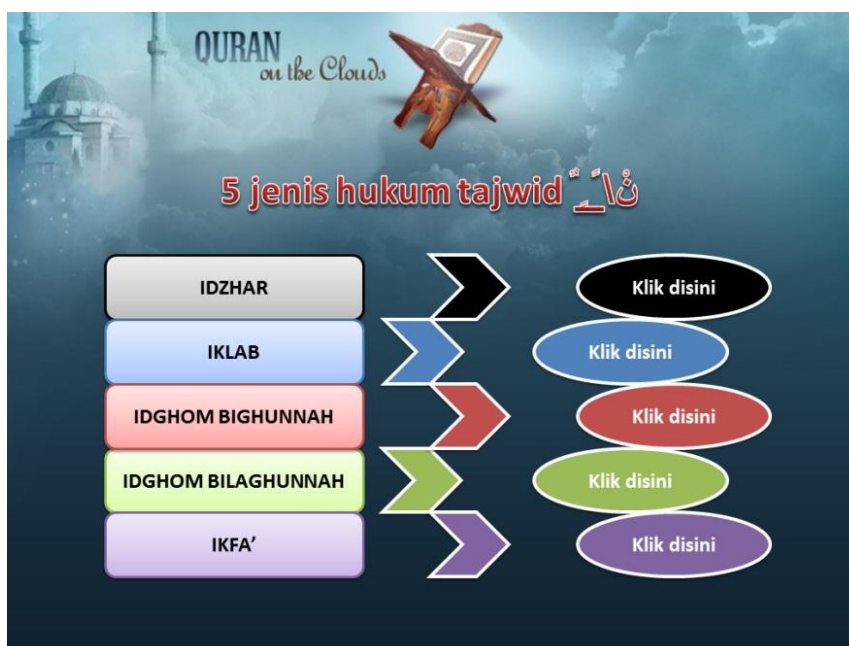 QURAN
on the Clouds
5 jenis hukum tajwid نْ\ـًـٍـٌ
IDZHAR
Klik disini
IKLAB
Klik disini
IDGHOM BIGHUNNAH
Klik disini
IDGHOM BILAGHUNNAH
Klik disini
IKFA’
Klik disini